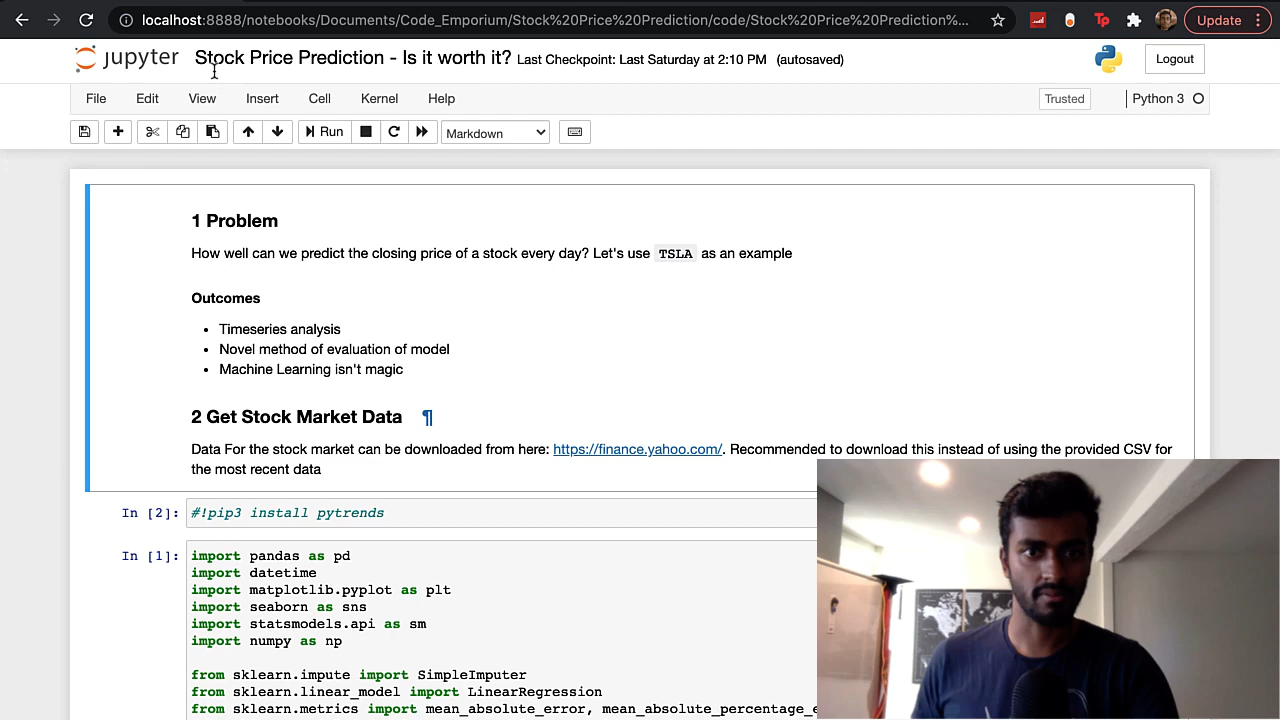 localhost:8888/notebooks/Documents/Code_Emporium/Stock%20Price%20Prediction/code/Stock%20Price%20Prediction%...
Tp
Update
jupyter Stock Price Prediction - Is it worth it? Last Checkpoint: Last Saturday at 2:10 PM (autosaved)
Logout
File Edit View Insert Cell Kernel Help
Trusted
Python 3
Run
Markdown
1 Problem
How well can we predict the closing price of a stock every day? Let's use TSLA as an example
Outcomes
• Timeseries analysis
• Novel method of evaluation of model
• Machine Learning isn't magic
2 Get Stock Market Data ¶
Data For the stock market can be downloaded from here: https://finance.yahoo.com/. Recommended to download this instead of using the provided CSV for
the most recent data
In [2]: #!pip3 install pytrends
In [1]: import pandas as pd
import datetime
import matplotlib.pyplot as plt
import seaborn as sns
import statsmodels.api as sm
import numpy as np
from sklearn.impute import SimpleImputer
from sklearn.linear_model import LinearRegression
from sklearn.metrics import mean_absolute_error, mean_absolute_percentage_e